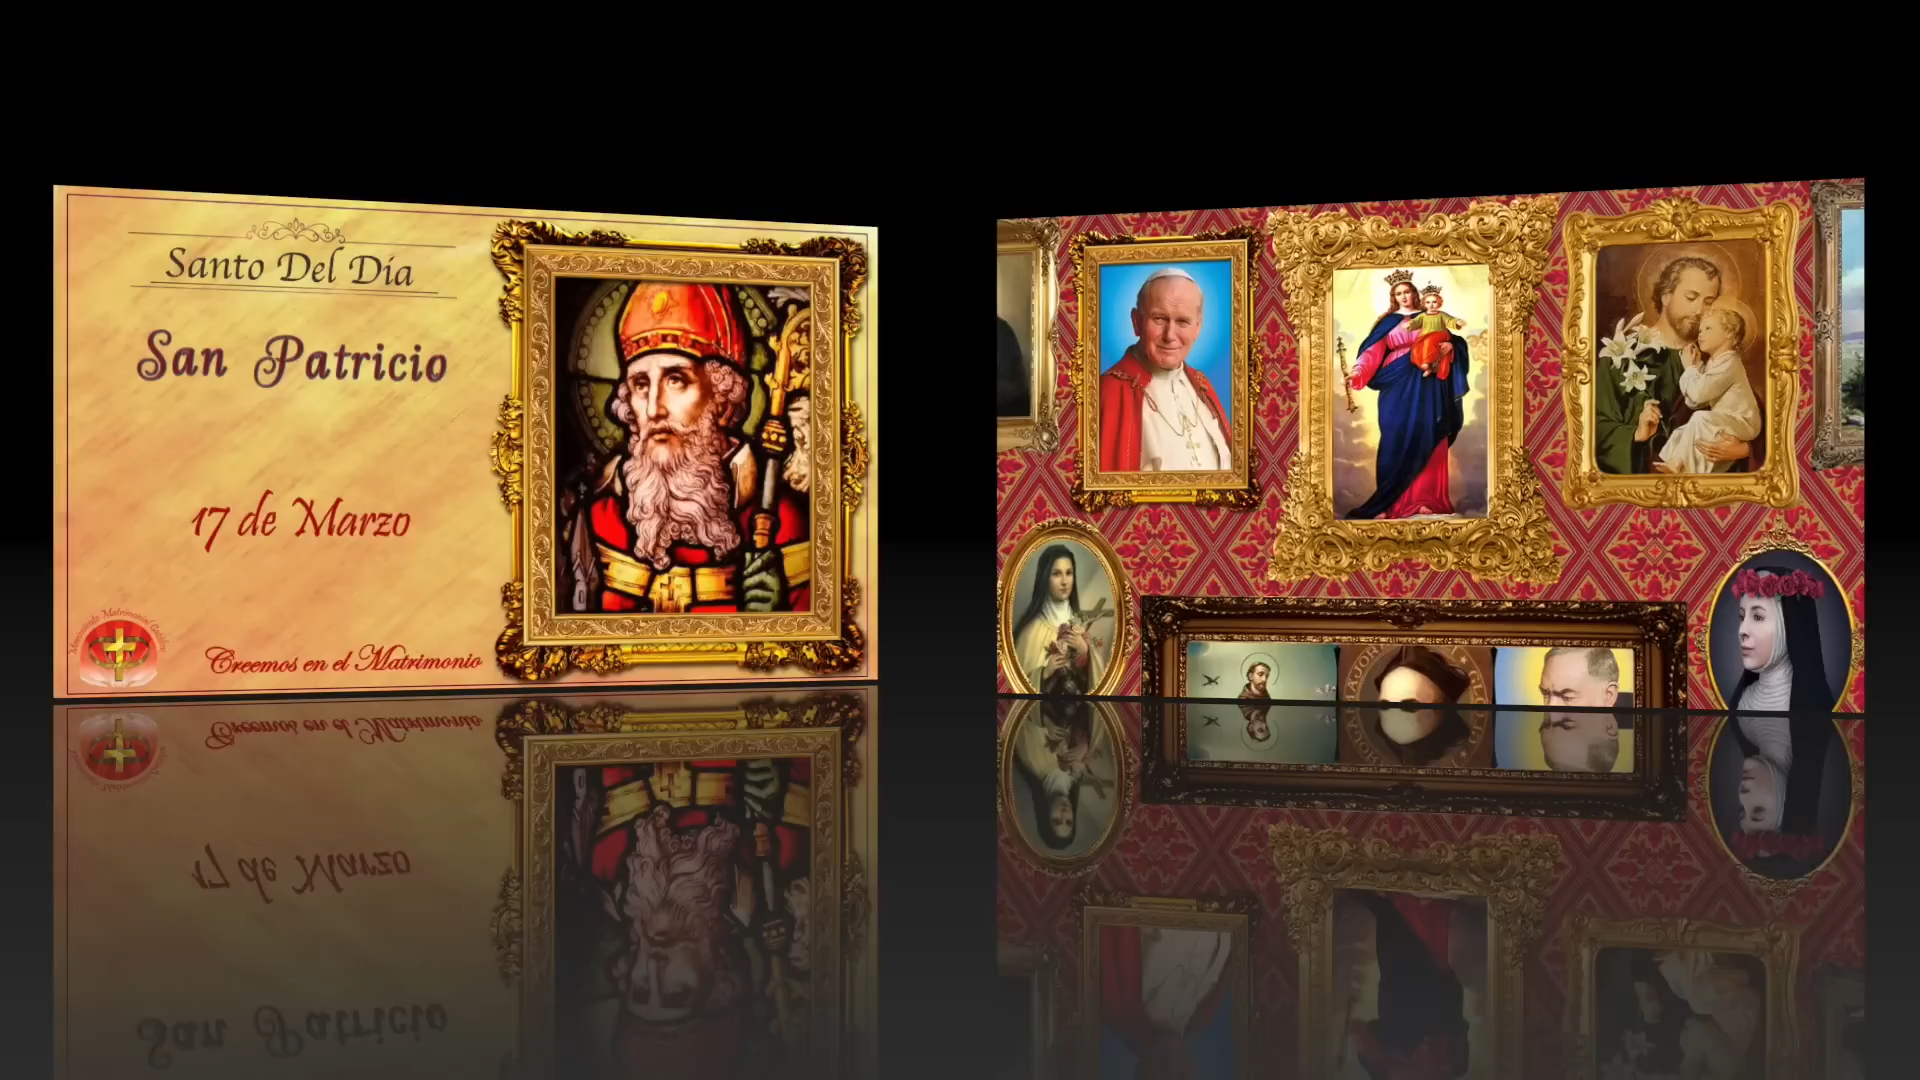 Santo Del Día
San Patricio
17 de Marzo
Creemos en el Matrimonio